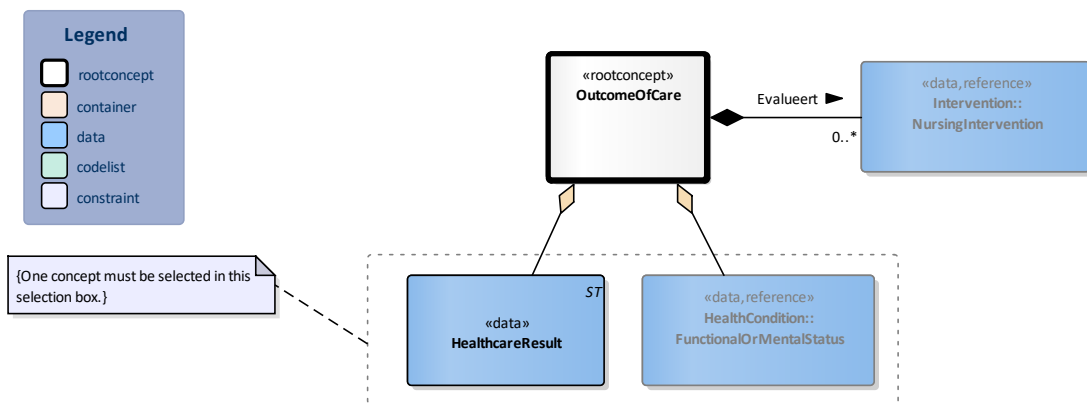 Legend
rootconcept
container
data
codelist
constraint
«rootconcept»
OutcomeOfCare
Evalueert
0..*
«data,reference»
Intervention::
NursingIntervention
{One concept must be selected in this
selection box.}
ST
«data»
HealthcareResult
«data,reference»
HealthCondition::
FunctionalOrMentalStatus